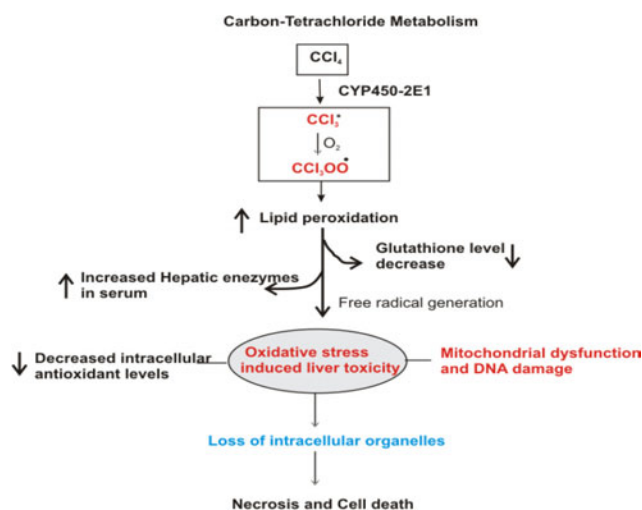 Carbon-Tetrachloride Metabolism
CCl₄
CYP450-2E1
CCl₃•
O₂
CCl₃OO•
↑ Lipid peroxidation
Glutathione level
decrease ↓
↑ Increased Hepatic enezymes
in serum
Free radical generation
↓ Decreased intracellular
antioxidant levels
Oxidative stress
induced liver toxicity
Mitochondrial dysfunction
and DNA damage
Loss of intracellular organelles
Necrosis and Cell death